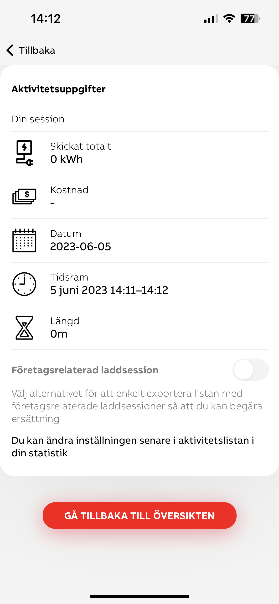 14:12
77
Tillbaka
Aktivitetsuppgifter
Din session
Skickat totalt
0 kWh
$
Kostnad
-
Datum
2023-06-05
Tidsram
5 juni 2023 14:11–14:12
Längd
0m
Företagsrelaterad laddsession
Välj alternativet för att enkelt exportera listan med
företagsrelaterade laddsessioner så att du kan begära
ersättning
Du kan ändra inställningen senare i aktivitetslistan i
din statistik
GÅ TILLBAKA TILL ÖVERSIKTEN